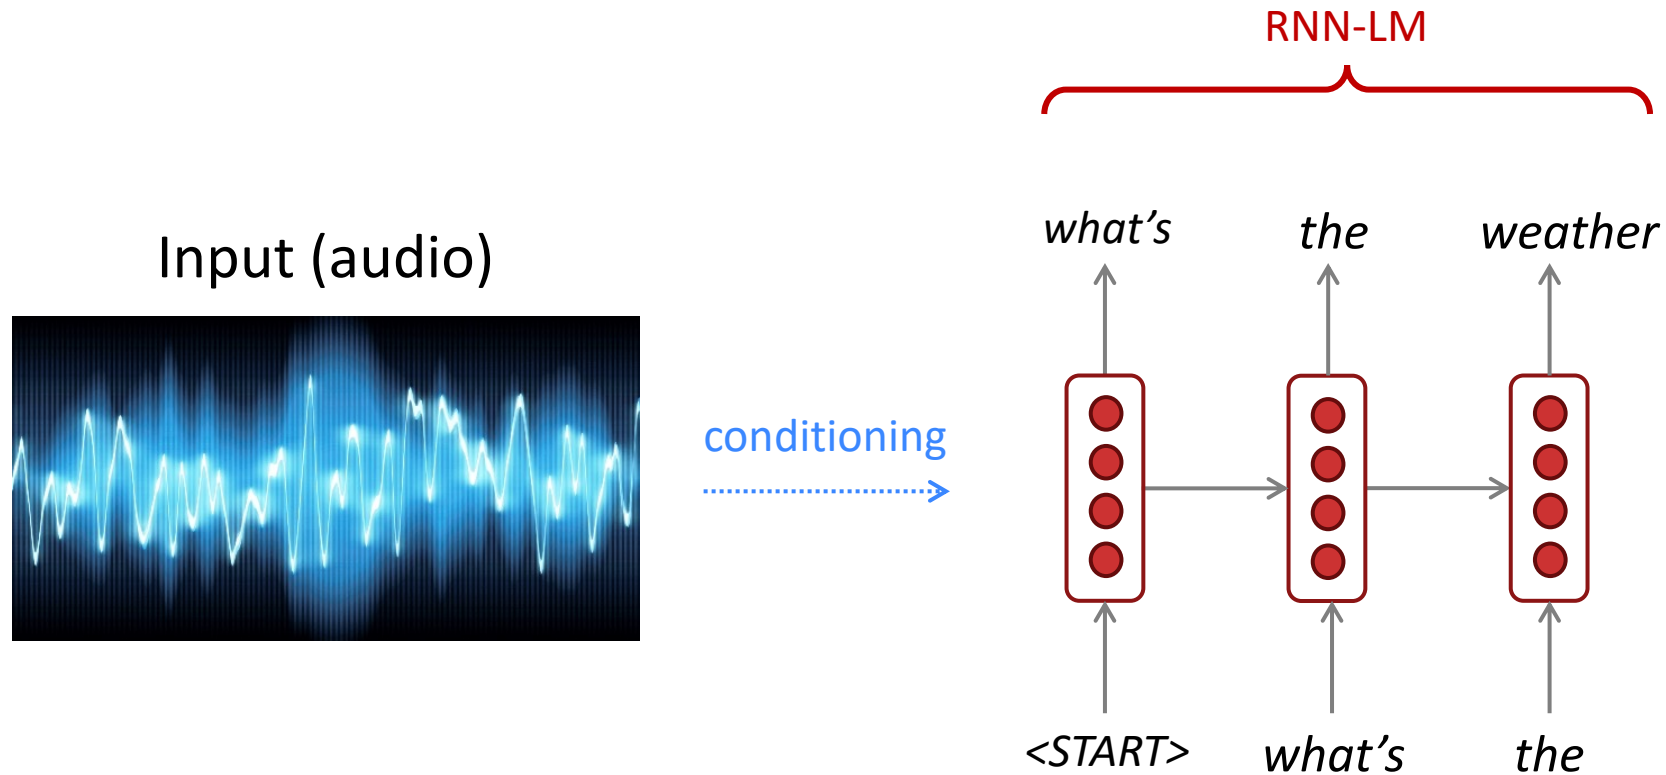 RNN-LM
what’s the weather
Input (audio)
conditioning
<START> what’s the